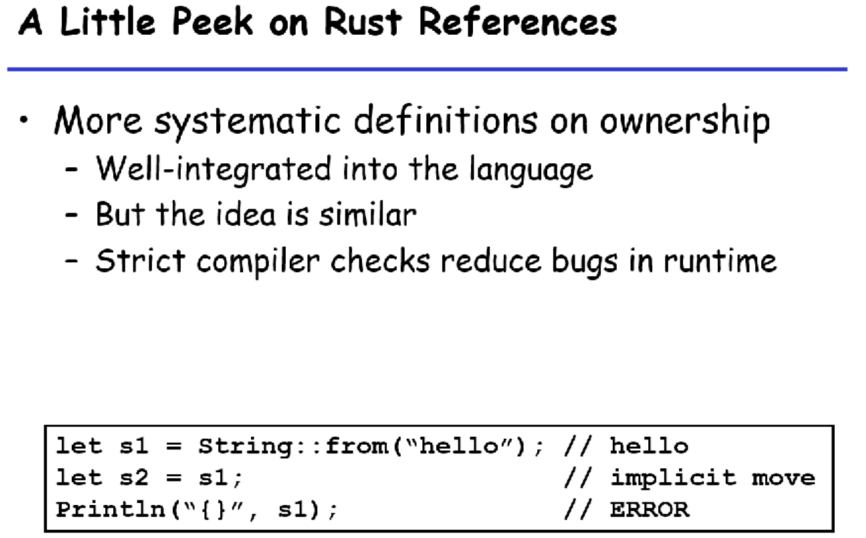 A Little Peek on Rust References
• More systematic definitions on ownership
– Well-integrated into the language
– But the idea is similar
– Strict compiler checks reduce bugs in runtime
let s1 = String::from(“hello”); // hello
let s2 = s1; // implicit move
Println(“{}”, s1); // ERROR